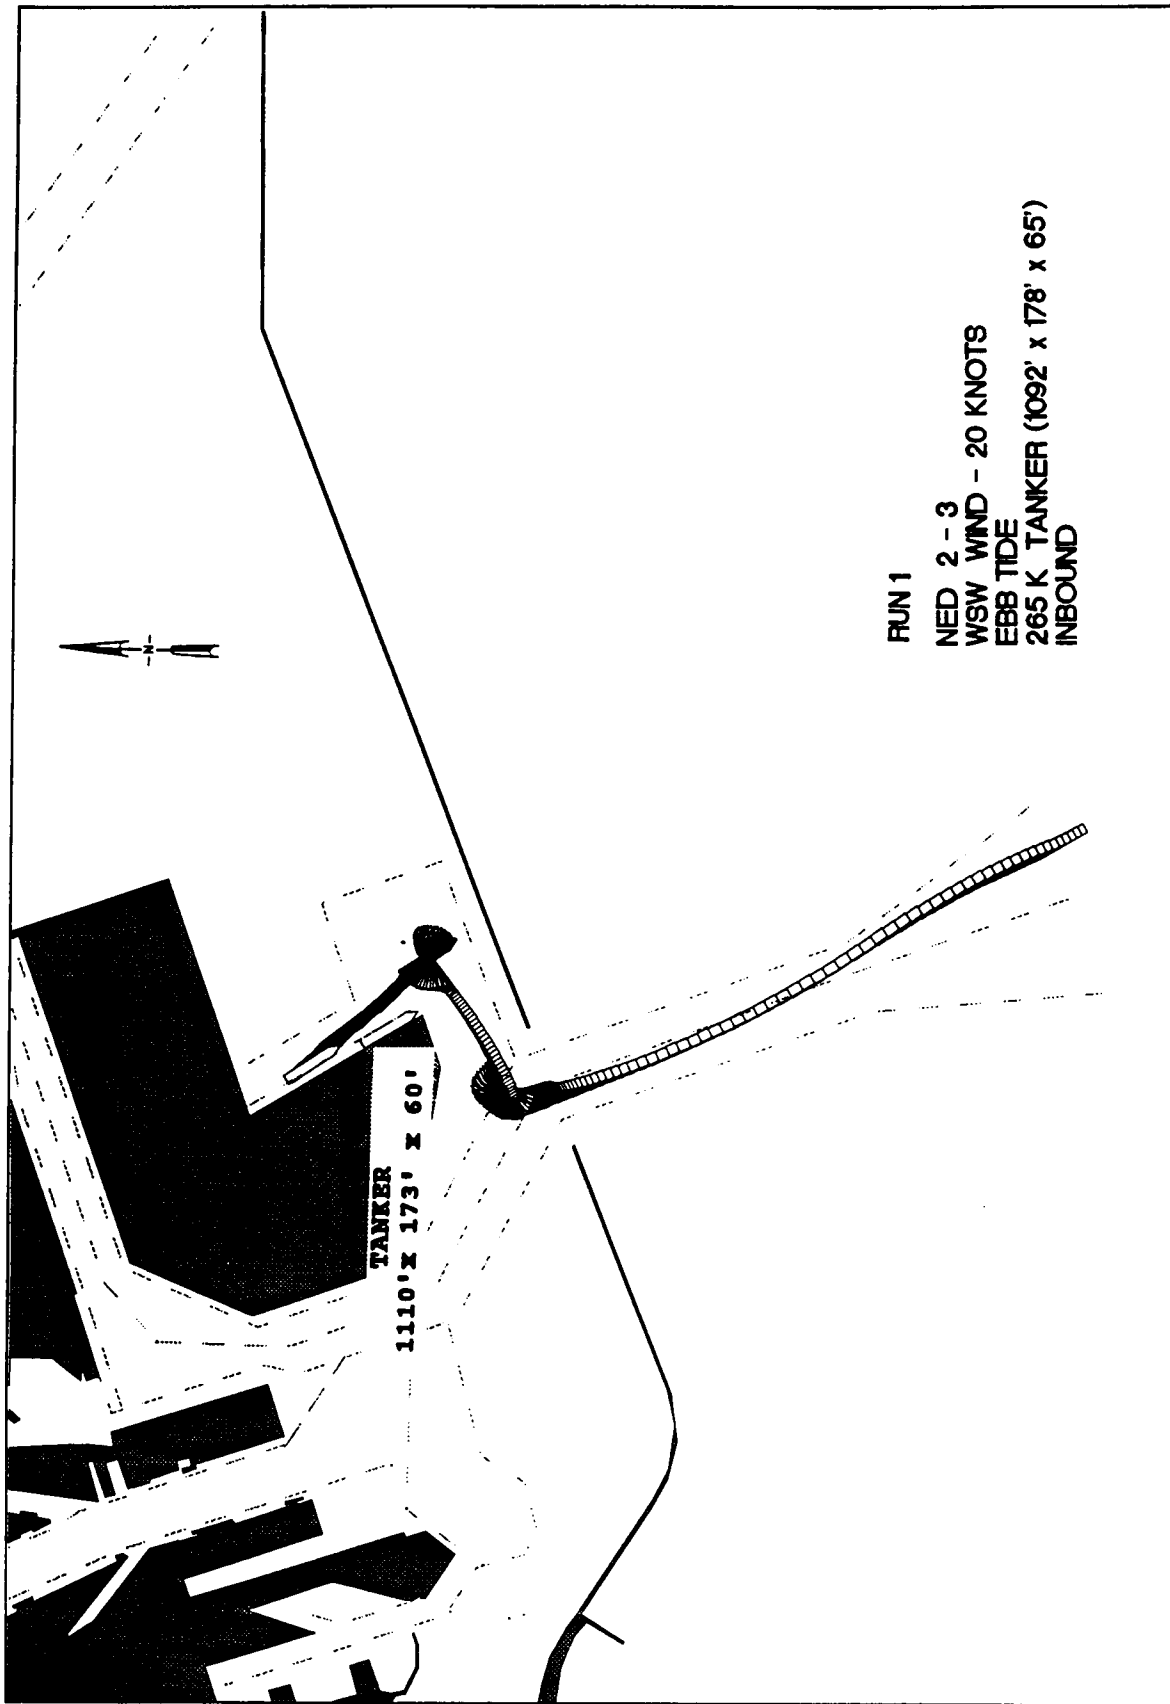 N
TANKER
1110'x 173' x 60'
RUN 1
NED 2 - 3
WSW WIND - 20 KNOTS
EBB TIDE
265 K TANKER (1092' x 178' x 65')
INBOUND